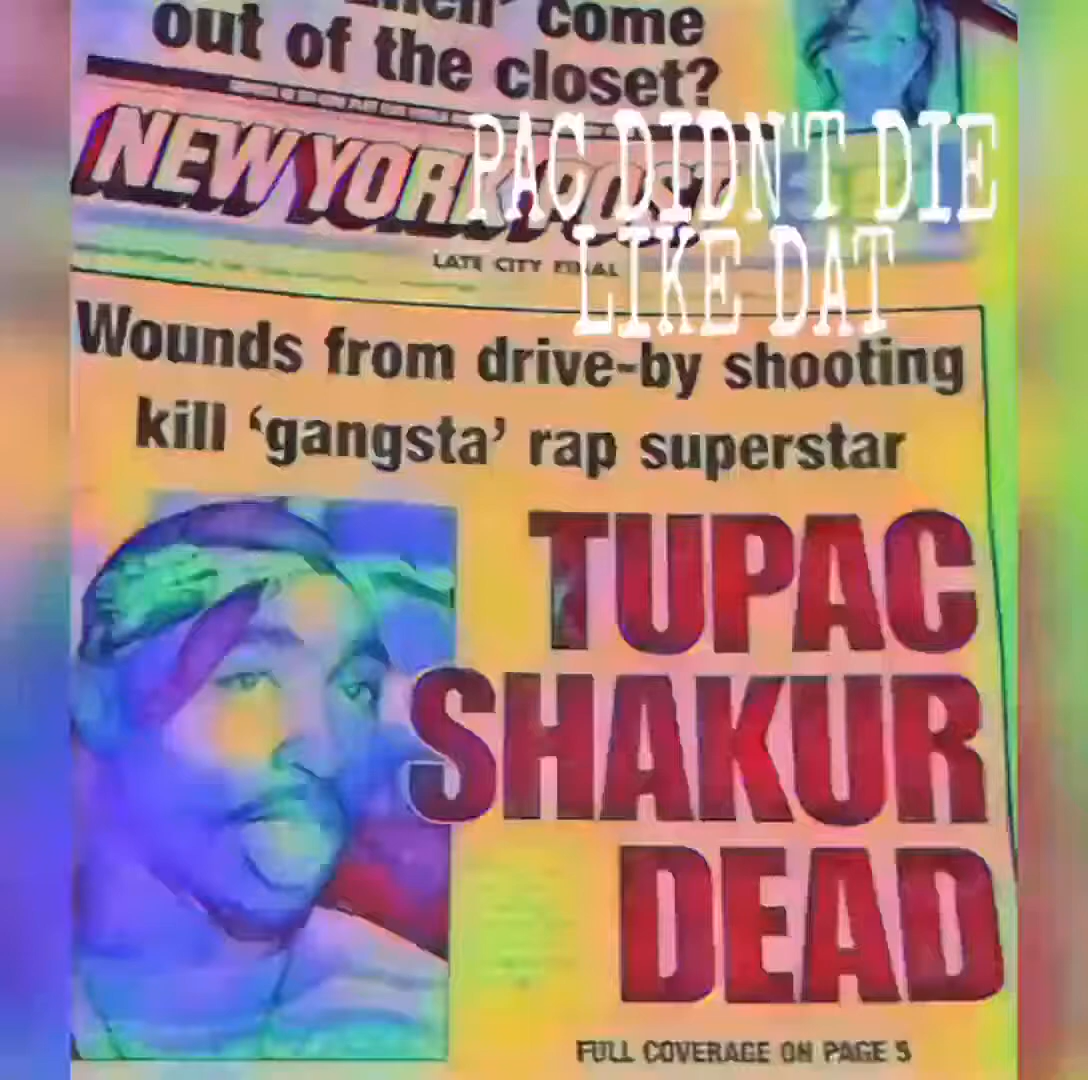 come
out of the closet?
NEW YORK POST
PAC DIDN'T DIE
LIKE DAT
LATE CITY FINAL
Wounds from drive-by shooting
kill ‘gangsta’ rap superstar
TUPAC
SHAKUR
DEAD
FULL COVERAGE ON PAGE 5